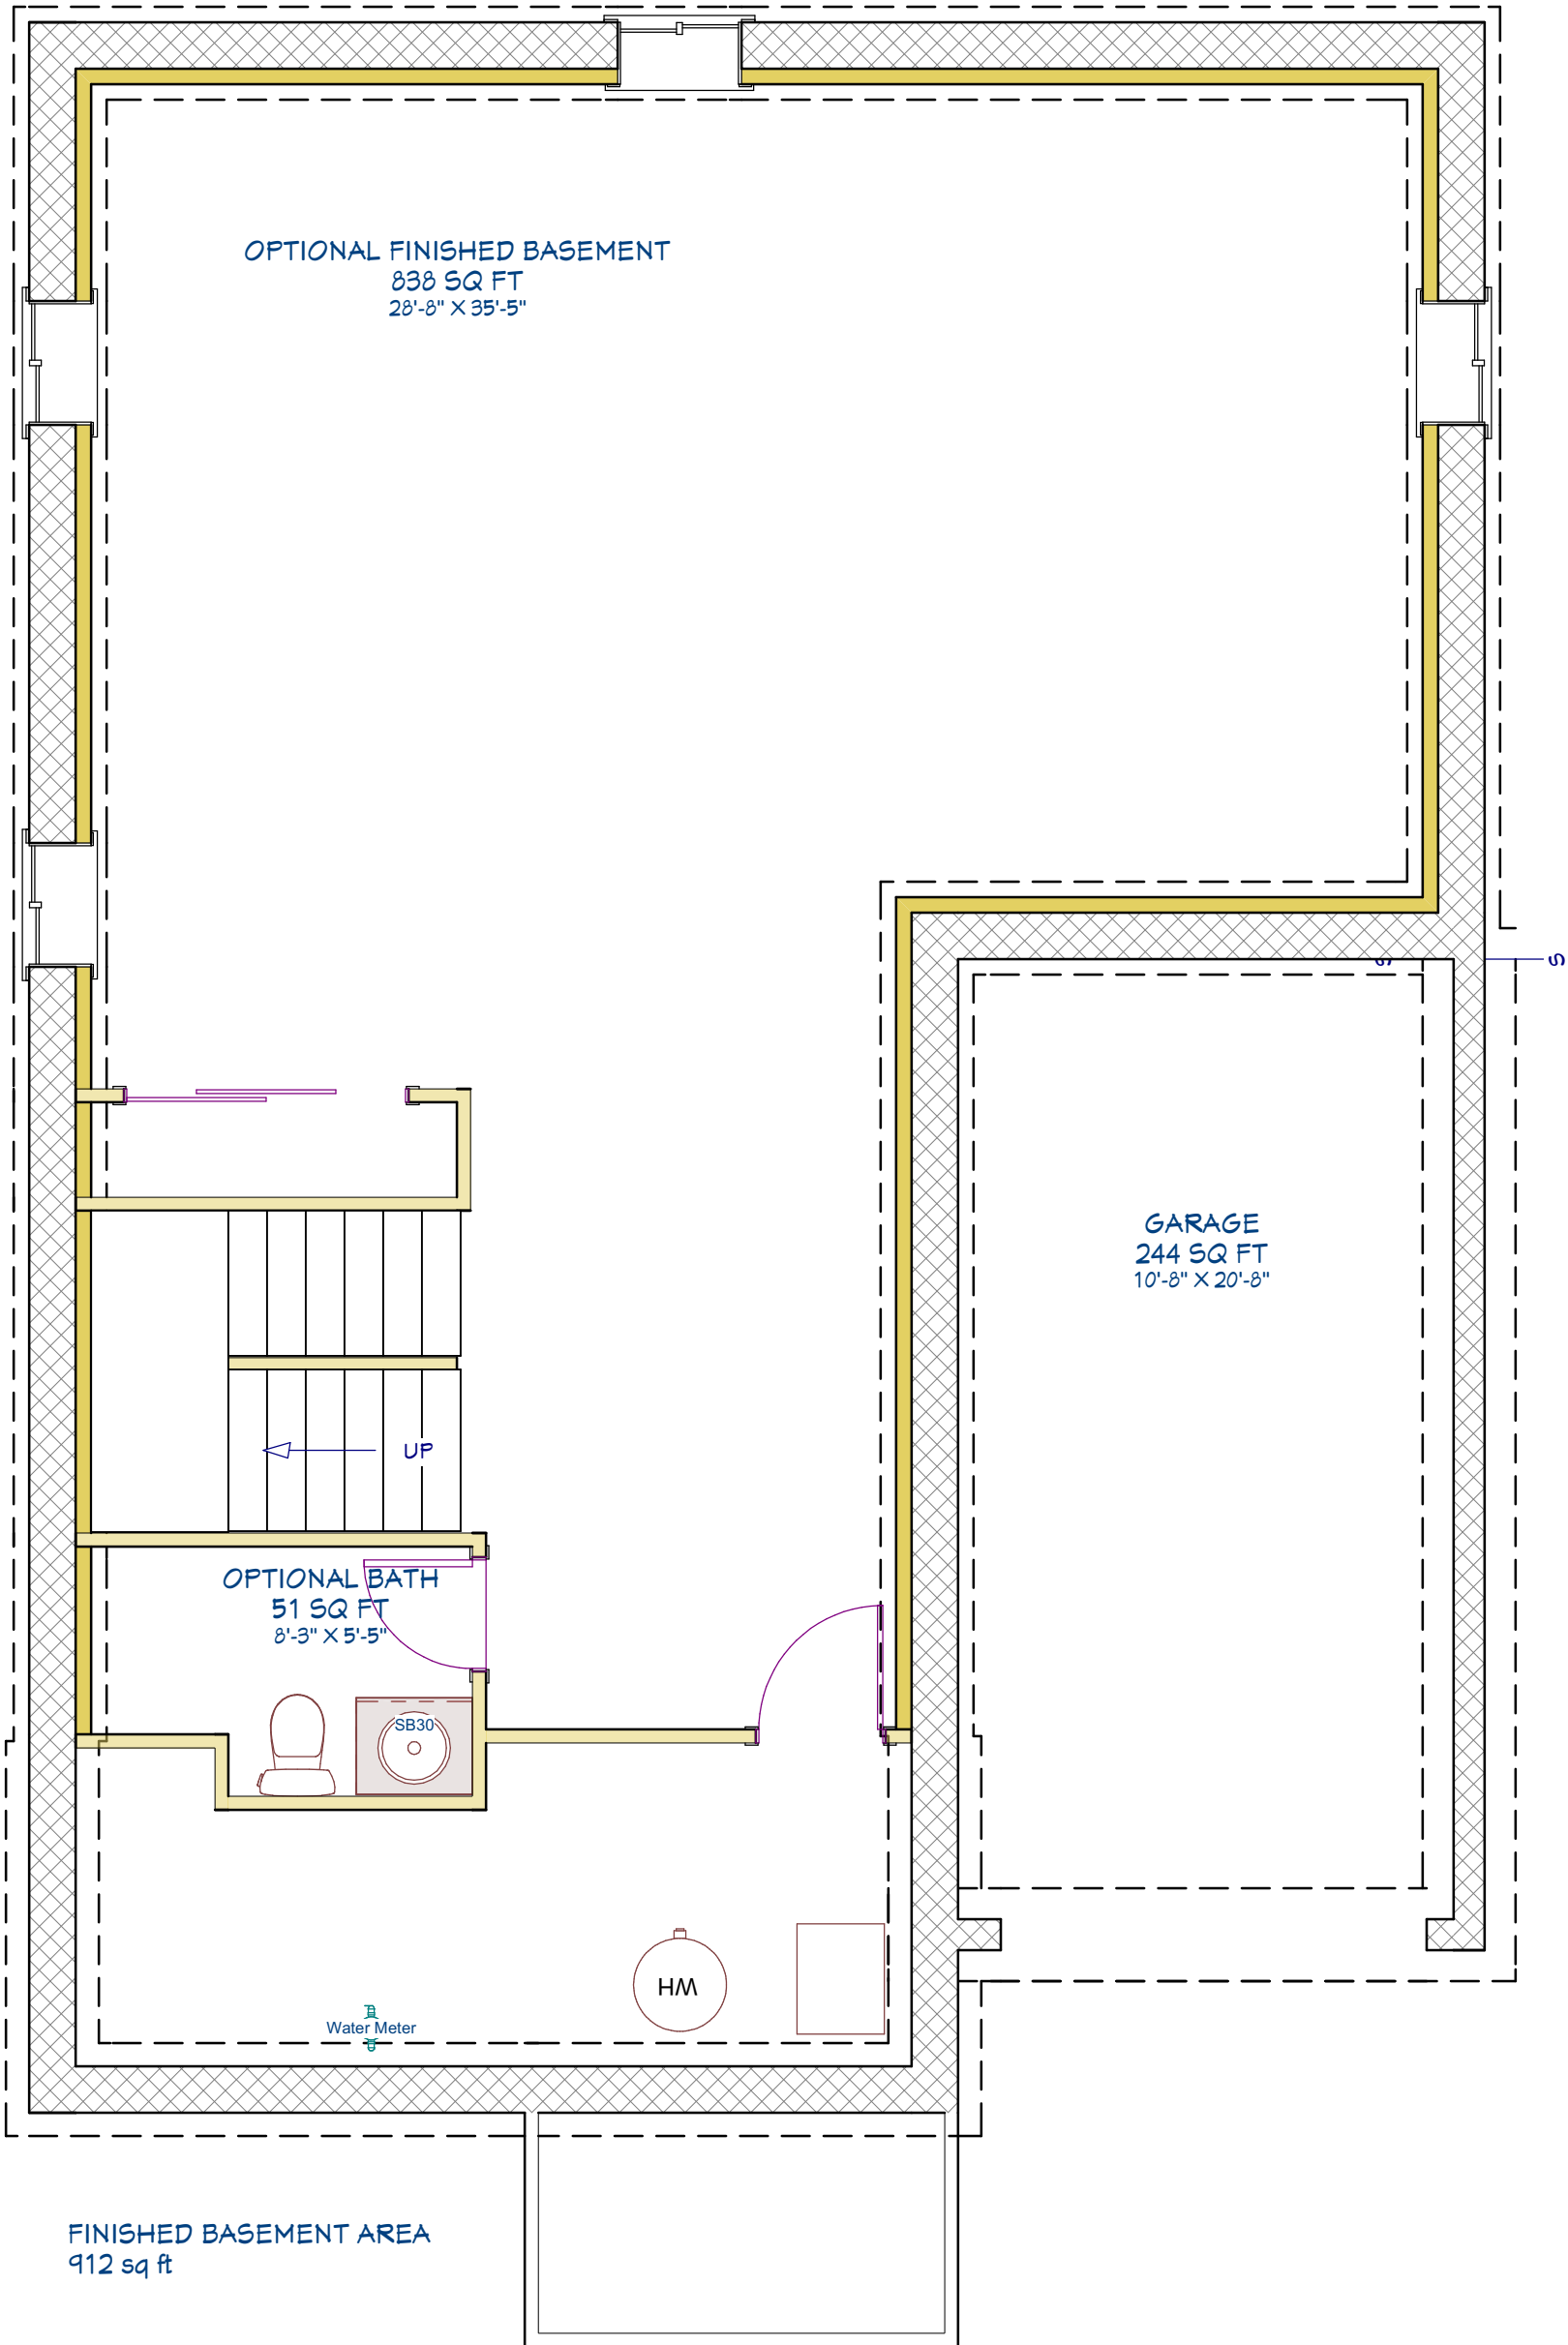 OPTIONAL FINISHED BASEMENT
838 SQ FT
28'-8" X 35'-5"
S
S
GARAGE
244 SQ FT
10'-8" X 20'-8"
UP
OPTIONAL BATH
51 SQ FT
8'-3" X 5'-5"
SB30
WH
Water Meter
FINISHED BASEMENT AREA
912 sq ft